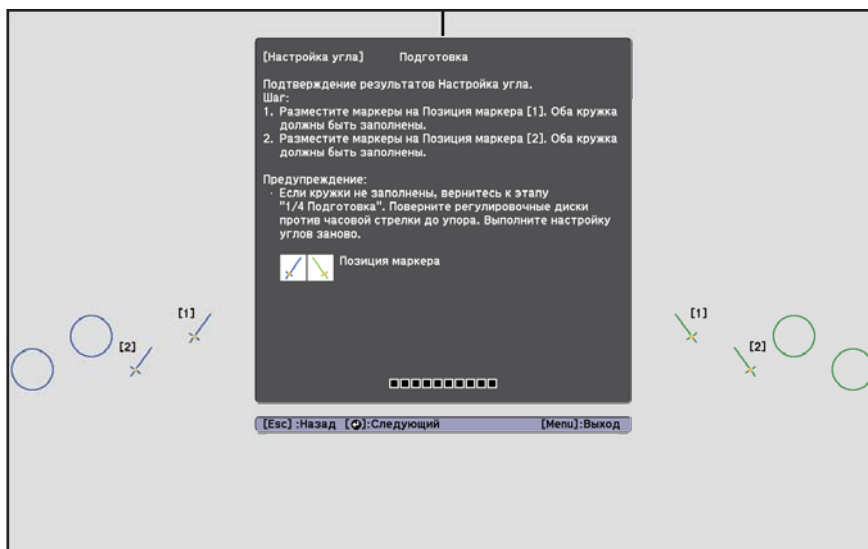 [Настройка угла] Подготовка
Подтверждение результатов Настройка угла.
Шаг:
1. Разместите маркеры на Позиция маркера [1]. Оба кружка
должны быть заполнены.
2. Разместите маркеры на Позиция маркера [2]. Оба кружка
должны быть заполнены.
Предупреждение:
· Если кружки не заполнены, вернитесь к этапу
"1/4 Подготовка". Поверните регулировочные диски
против часовой стрелки до упора. Выполните настройку
углов заново.
Позиция маркера
[1] [1]
[2] [2]
[Esc] :Назад [⏎]:Следующий [Menu]:Выход